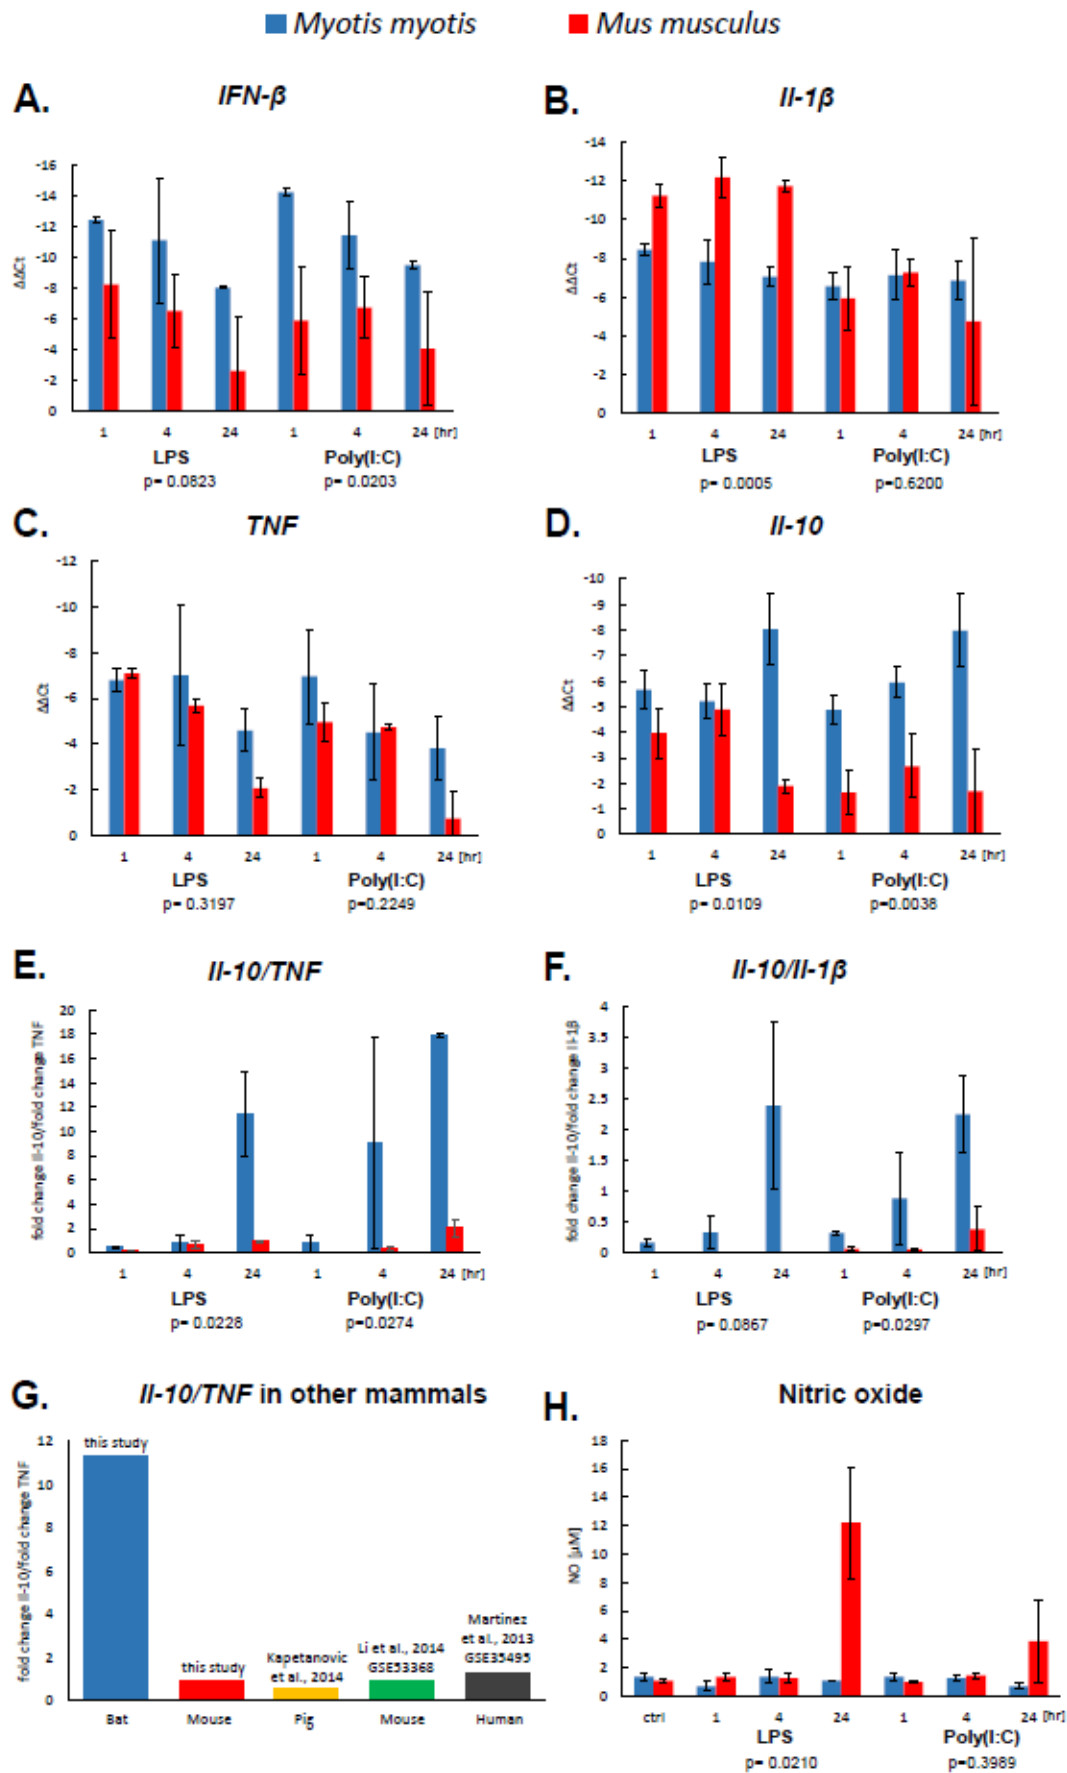 Myotis myotis Mus musculus
A. IFN-β
ΔΔCt
-16
-14
-12
-10
-8
-6
-4
-2
0
1 4 24 1 4 24 [hr]
LPS Poly(I:C)
p= 0.0823 p= 0.0203
B. Il-1β
ΔΔCt
-14
-12
-10
-8
-6
-4
-2
0
1 4 24 1 4 24 [hr]
LPS Poly(I:C)
p= 0.0005 p=0.6200
C. TNF
ΔΔCt
-12
-10
-8
-6
-4
-2
0
1 4 24 1 4 24 [hr]
LPS Poly(I:C)
p= 0.3197 p=0.2249
D. Il-10
ΔΔCt
-10
-9
-8
-7
-6
-5
-4
-3
-2
-1
0
1 4 24 1 4 24 [hr]
LPS Poly(I:C)
p= 0.0109 p=0.0038
E. Il-10/TNF
fold change Il-10/fold change TNF
20
18
16
14
12
10
8
6
4
2
0
1 4 24 1 4 24 [hr]
LPS Poly(I:C)
p= 0.0228 p=0.0274
F. Il-10/Il-1β
fold change Il-10/fold change Il-1β
4
3.5
3
2.5
2
1.5
1
0.5
0
1 4 24 1 4 24 [hr]
LPS Poly(I:C)
p= 0.0867 p=0.0297
G. Il-10/TNF in other mammals
fold change Il-10/fold change TNF
12
10
8
6
4
2
0
this study
this study
Kapetanovic
et al., 2014
Li et al., 2014
GSE53368
Martinez
et al., 2013
GSE35495
Bat Mouse Pig Mouse Human
H. Nitric oxide
NO [µM]
18
16
14
12
10
8
6
4
2
0
ctrl 1 4 24 1 4 24 [hr]
LPS Poly(I:C)
p= 0.0210 p=0.3989